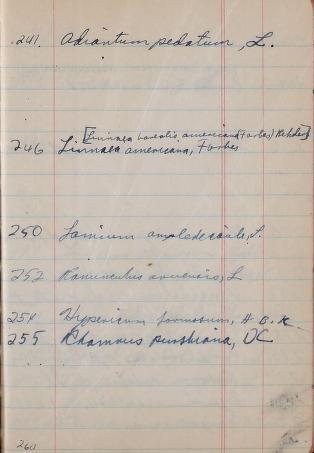 241. Adiantum pedatum, L.
[Linnaea borealis americana (Forbes) Rehder]
246 Linnaea americana, Forbes
250 Lamium amplexicaule, L.
252 Ranunculus arvensis, L
254 Hypericum formosum, H. B. K.
255 Rhamnus purshiana, DC
260